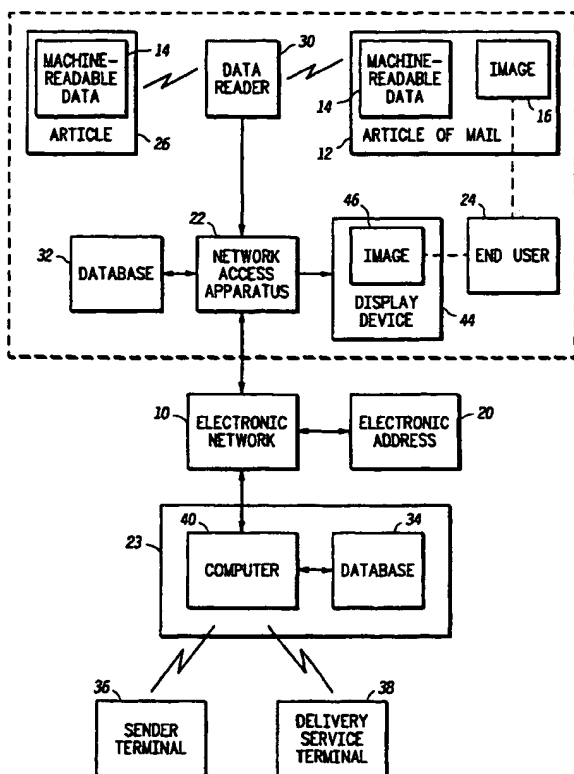 14
MACHINE-
READABLE
DATA
ARTICLE
26
30
DATA
READER
14
MACHINE-
READABLE
DATA
IMAGE
16
12
ARTICLE OF MAIL
32
DATABASE
22
NETWORK
ACCESS
APPARATUS
46
IMAGE
DISPLAY
DEVICE
44
24
END USER
10
ELECTRONIC
NETWORK
ELECTRONIC
ADDRESS
20
23
40
COMPUTER
34
DATABASE
36
SENDER
TERMINAL
38
DELIVERY
SERVICE
TERMINAL